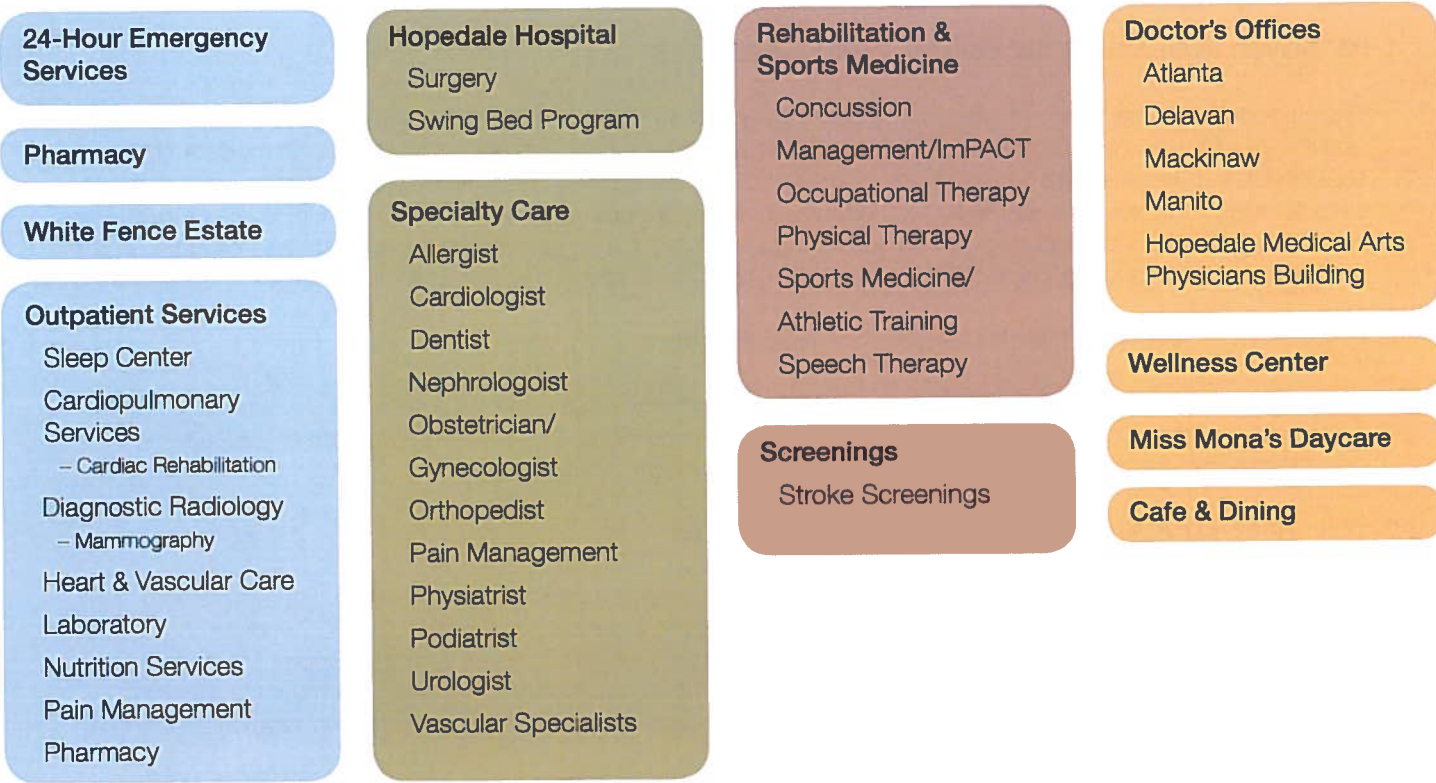 24-Hour Emergency
Services
Pharmacy
White Fence Estate
Outpatient Services
Sleep Center
Cardiopulmonary
Services
– Cardiac Rehabilitation
Diagnostic Radiology
– Mammography
Heart & Vascular Care
Laboratory
Nutrition Services
Pain Management
Pharmacy
Hopedale Hospital
Surgery
Swing Bed Program
Specialty Care
Allergist
Cardiologist
Dentist
Nephrologoist
Obstetrician/
Gynecologist
Orthopedist
Pain Management
Physiatrist
Podiatrist
Urologist
Vascular Specialists
Rehabilitation &
Sports Medicine
Concussion
Management/ImPACT
Occupational Therapy
Physical Therapy
Sports Medicine/
Athletic Training
Speech Therapy
Screenings
Stroke Screenings
Doctor's Offices
Atlanta
Delavan
Mackinaw
Manito
Hopedale Medical Arts
Physicians Building
Wellness Center
Miss Mona's Daycare
Cafe & Dining